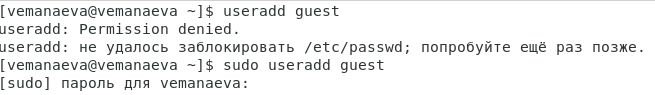 [vemanaeva@vemanaeva ~]$ useradd guest
useradd: Permission denied.
useradd: не удалось заблокировать /etc/passwd; попробуйте ещё раз позже.
[vemanaeva@vemanaeva ~]$ sudo useradd guest
[sudo] пароль для vemanaeva: